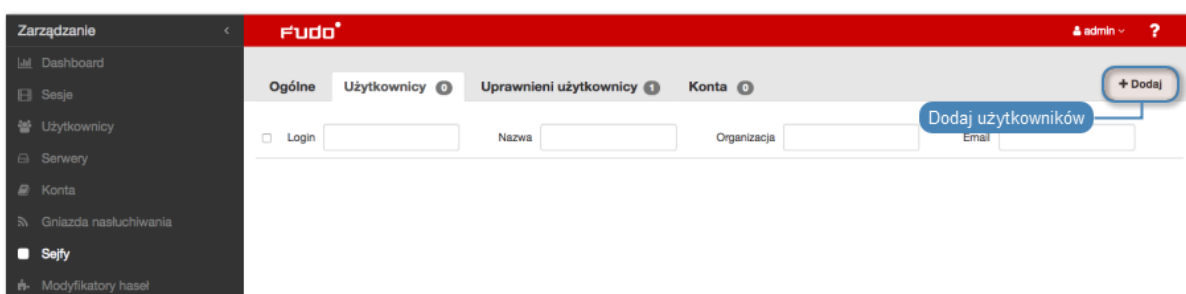 Zarządzanie
Dashboard
Sesje
Użytkownicy
Serwery
Konta
Gniazda nasłuchiwania
Sejfy
Modyfikatory haseł
Fudo
admin ?
Ogólne Użytkownicy 0 Uprawnieni użytkownicy 1 Konta 0 + Dodaj
Dodaj użytkowników
Login Nazwa Organizacja Email